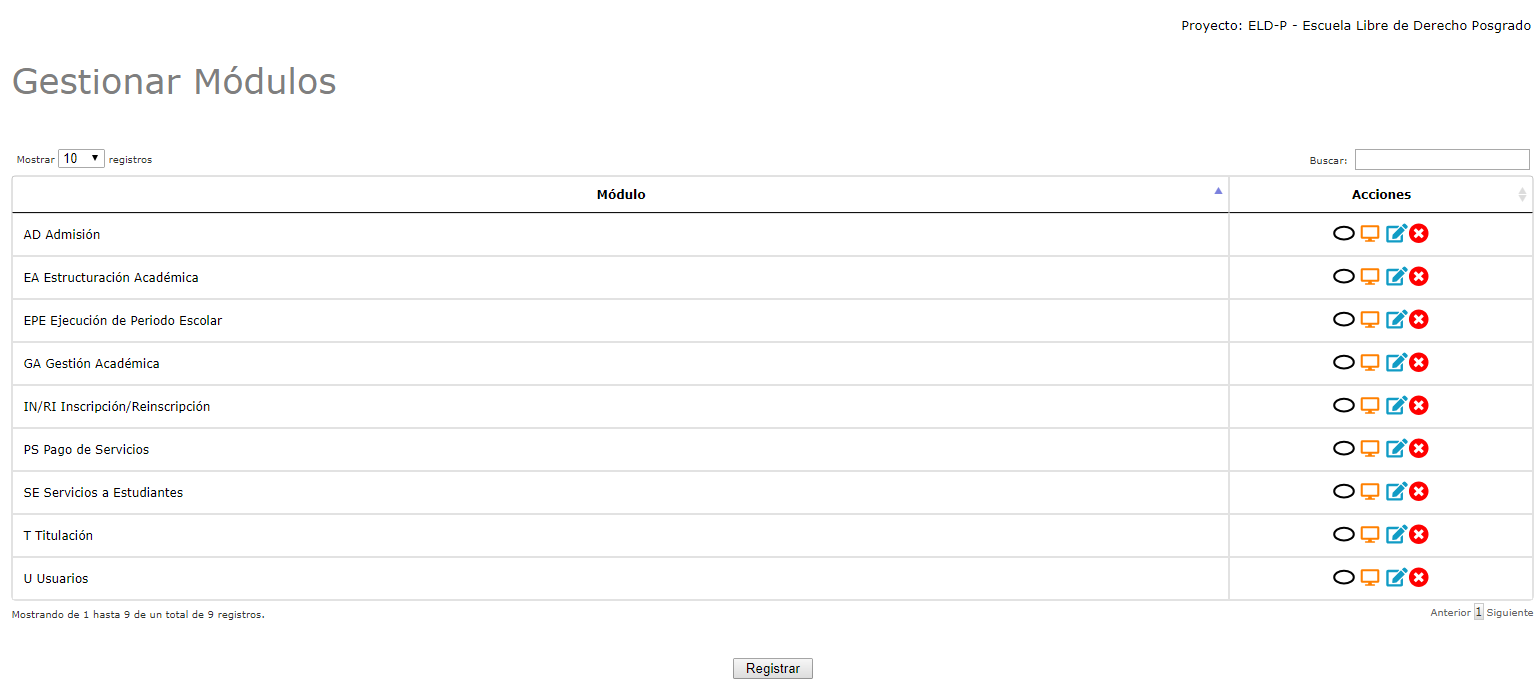 Proyecto: ELD-P - Escuela Libre de Derecho Posgrado
Gestionar Módulos
Mostrar 10 registros Buscar:
Módulo Acciones
AD Admisión
EA Estructuración Académica
EPE Ejecución de Periodo Escolar
GA Gestión Académica
IN/RI Inscripción/Reinscripción
PS Pago de Servicios
SE Servicios a Estudiantes
T Titulación
U Usuarios
Mostrando de 1 hasta 9 de un total de 9 registros. Anterior 1 Siguiente
Registrar